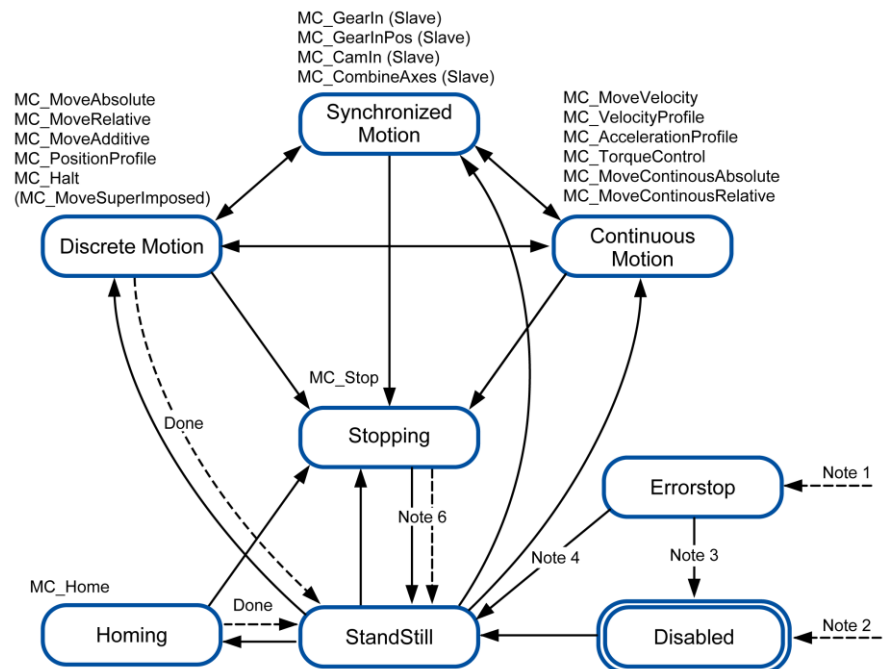 MC_GearIn (Slave)
MC_GearInPos (Slave)
MC_CamIn (Slave)
MC_CombineAxes (Slave)
MC_MoveAbsolute
MC_MoveRelative
MC_MoveAdditive
MC_PositionProfile
MC_Halt
(MC_MoveSuperImposed)
Synchronized
Motion
MC_MoveVelocity
MC_VelocityProfile
MC_AccelerationProfile
MC_TorqueControl
MC_MoveContinousAbsolute
MC_MoveContinousRelative
Discrete Motion
Continuous
Motion
MC_Stop
Done
Stopping
Errorstop
Note 1
Note 6
Note 4
Note 3
MC_Home
Done
Homing
StandStill
Disabled
Note 2